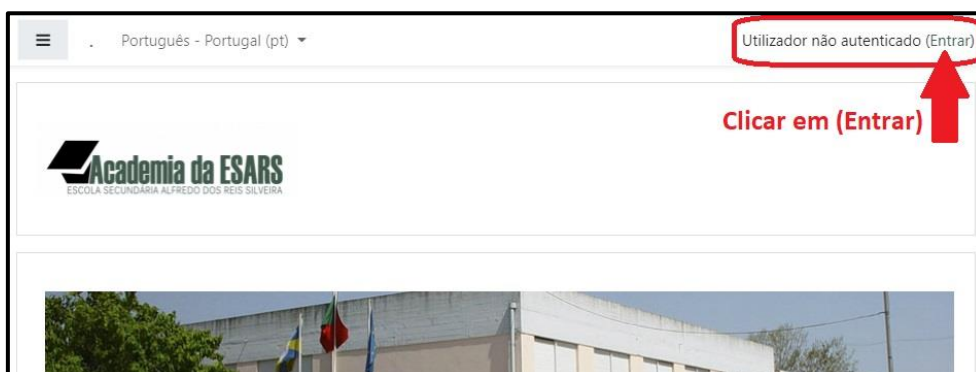 . Português - Portugal (pt) Utilizador não autenticado (Entrar)
Clicar em (Entrar)
Academia da ESARS
ESCOLA SECUNDÁRIA ALFREDO DOS REIS SILVEIRA